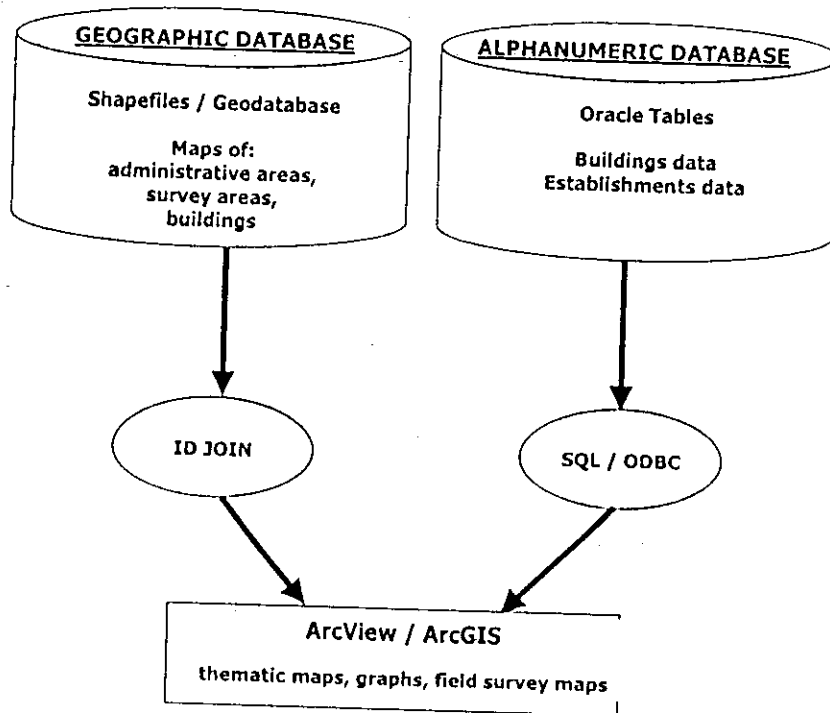 GEOGRAPHIC DATABASE
Shapefiles / Geodatabase
Maps of:
administrative areas,
survey areas,
buildings
ALPHANUMERIC DATABASE
Oracle Tables
Buildings data
Establishments data
ID JOIN
SQL / ODBC
ArcView / ArcGIS
thematic maps, graphs, field survey maps